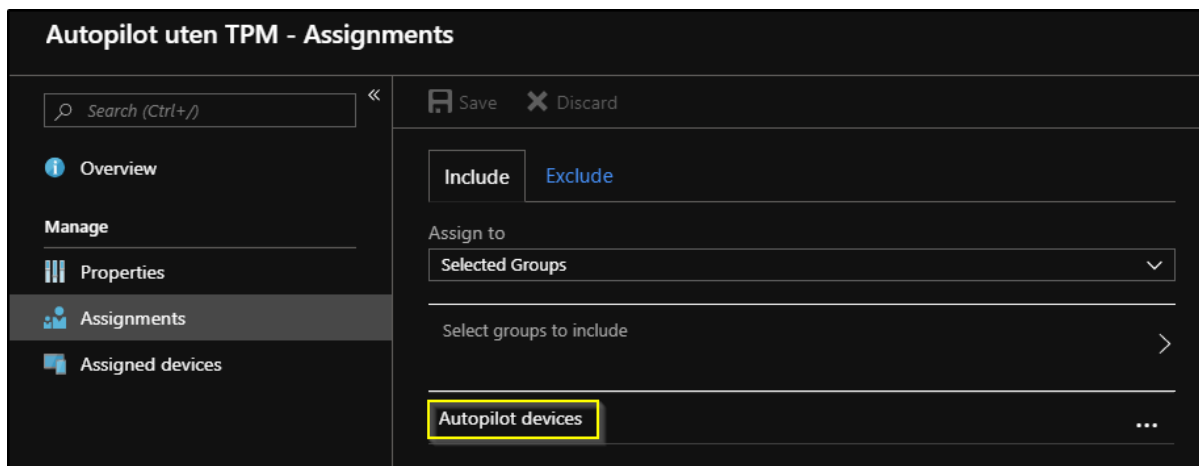 Autopilot uten TPM - Assignments
Search (Ctrl+/)
Overview
Manage
Properties
Assignments
Assigned devices
Save Discard
Include Exclude
Assign to
Selected Groups
Select groups to include
Autopilot devices